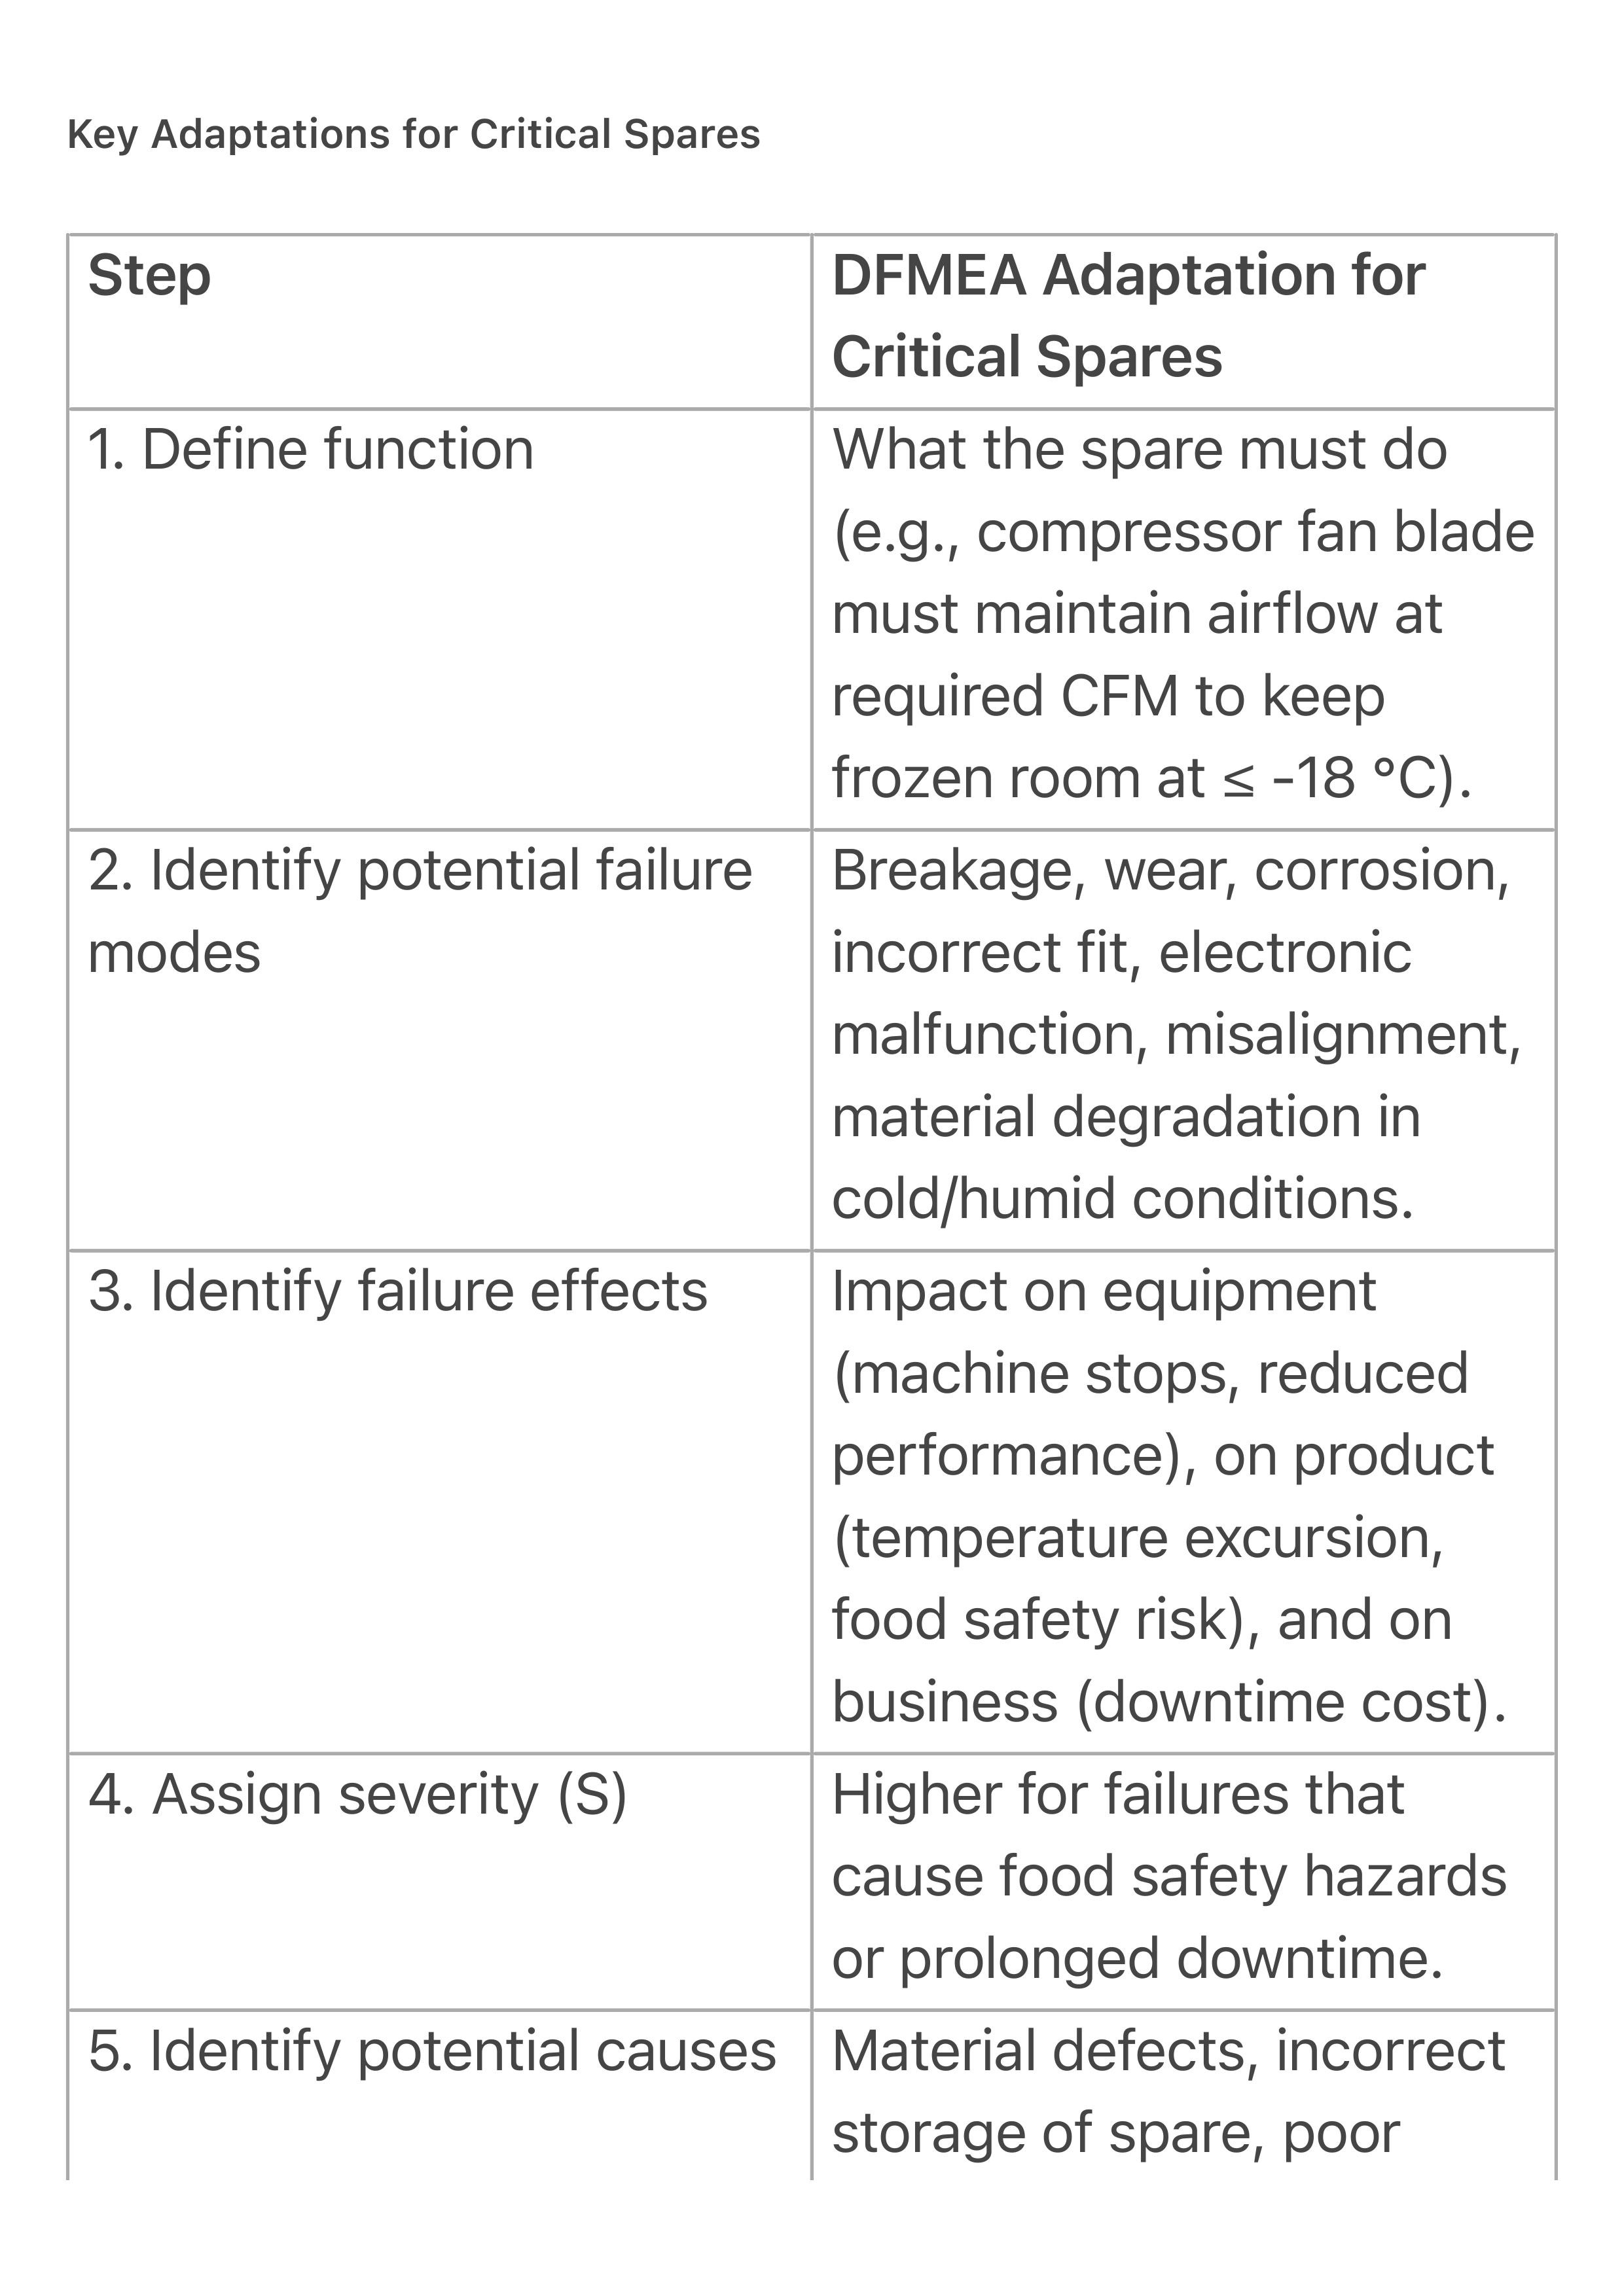 Key Adaptations for Critical Spares
Step
DFMEA Adaptation for
Critical Spares
1. Define function
What the spare must do
(e.g., compressor fan blade
must maintain airflow at
required CFM to keep
frozen room at ≤ -18 °C).
2. Identify potential failure
modes
Breakage, wear, corrosion,
incorrect fit, electronic
malfunction, misalignment,
material degradation in
cold/humid conditions.
3. Identify failure effects
Impact on equipment
(machine stops, reduced
performance), on product
(temperature excursion,
food safety risk), and on
business (downtime cost).
4. Assign severity (S)
Higher for failures that
cause food safety hazards
or prolonged downtime.
5. Identify potential causes
Material defects, incorrect
storage of spare, poor